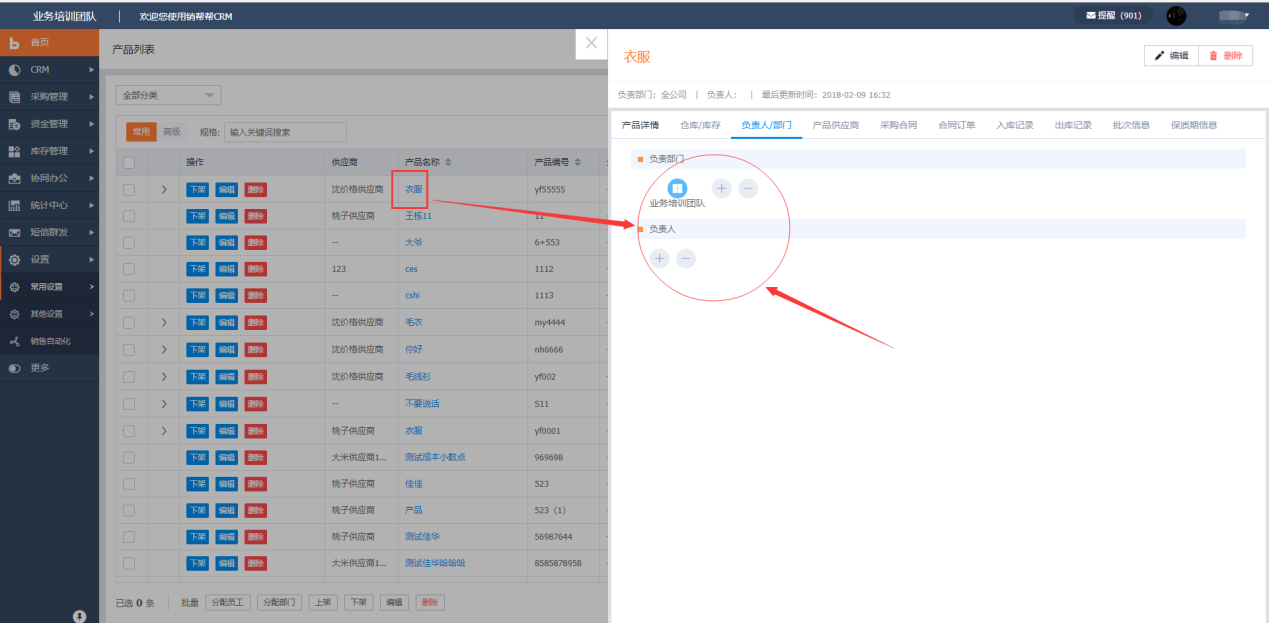 业务培训团队 | 欢迎您使用销帮帮CRM 提醒 (901)
首页
CRM
采购管理
资金管理
库存管理
协同办公
统计中心
短信群发
设置
常用设置
其他设置
销售自动化
更多
产品列表
全部分类
常用 高级 规格: 输入关键词搜索
操作 供应商 产品名称 产品编号
下架 编辑 删除 沈价格供应商 衣服 yf55555
下架 编辑 删除 桃子供应商 王栋11 11
下架 编辑 删除 -- 大爷 6+553
下架 编辑 删除 123 ces 1112
下架 编辑 删除 -- cshi 1113
下架 编辑 删除 沈价格供应商 毛衣 my4444
下架 编辑 删除 沈价格供应商 你好 nh6666
下架 编辑 删除 沈价格供应商 毛线衫 yf002
下架 编辑 删除 -- 不要说话 S11
下架 编辑 删除 桃子供应商 衣服 yf0001
下架 编辑 删除 大米供应商1... 测试成本小数点 969698
下架 编辑 删除 桃子供应商 佳佳 523
下架 编辑 删除 桃子供应商 产品 523（1）
下架 编辑 删除 桃子供应商 测试佳华 56987644
下架 编辑 删除 大米供应商1... 测试佳华哈哈哈 8585878958
已选 0 条 批量 分配员工 分配部门 上架 下架 编辑 删除
衣服 编辑 删除
负责部门: 全公司 | 负责人: | 最后更新时间: 2018-02-09 16:32
产品详情 仓库/库存 负责人/部门 产品供应商 采购合同 合同订单 入库记录 出库记录 批次信息 保质期信息
负责部门
业务培训团队
负责人